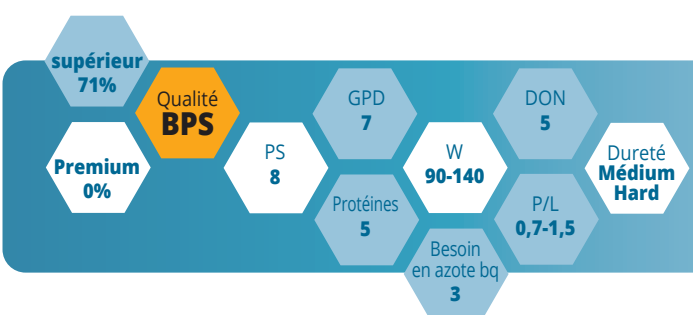 supérieur
71%
Premium
0%
Qualité
BPS
PS
8
GPD
7
Protéines
5
W
90-140
Besoin
en azote bq
3
DON
5
P/L
0,7-1,5
Dureté
Médium
Hard